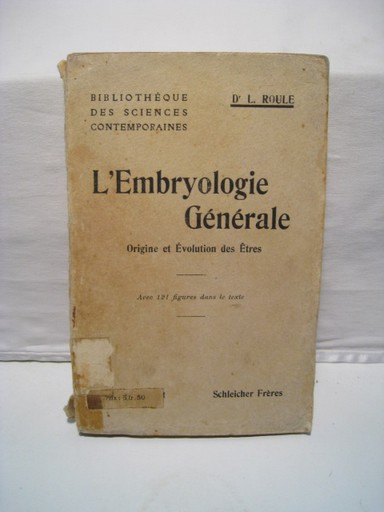 BIBLIOTHÈQUE
DES SCIENCES
CONTEMPORAINES
Dr L. ROULE
L'Embryologie
Générale
Origine et Évolution des Êtres
Avec 121 figures dans le texte
Schleicher Frères